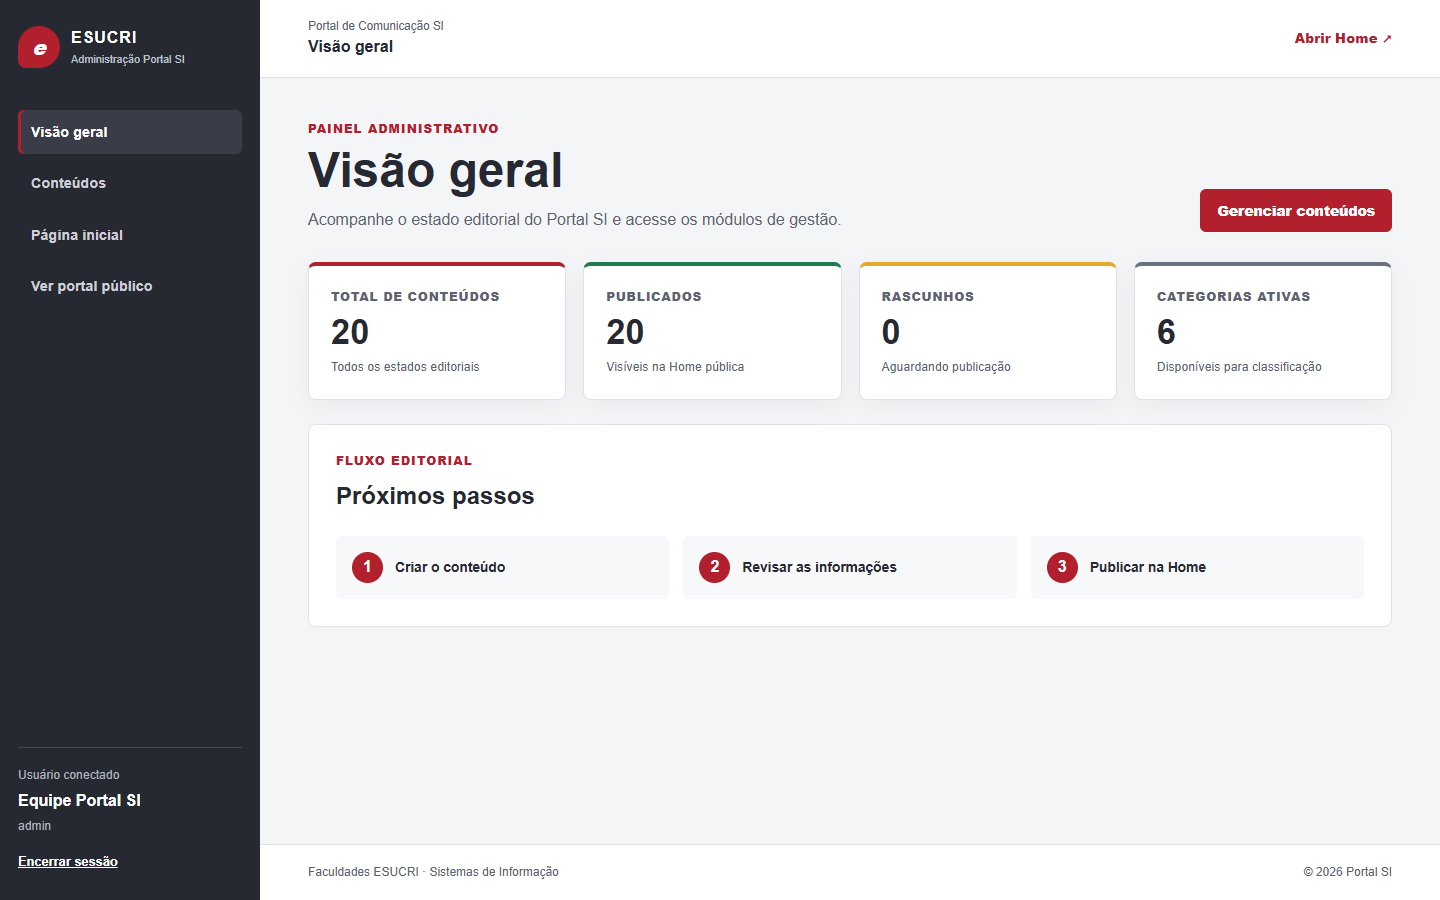 e
ESUCRI
Administração Portal SI
Visão geral
Conteúdos
Página inicial
Ver portal público
Usuário conectado
Equipe Portal SI
admin
Encerrar sessão
Portal de Comunicação SI
Visão geral
Abrir Home ↗
PAINEL ADMINISTRATIVO
Visão geral
Acompanhe o estado editorial do Portal SI e acesse os módulos de gestão.
Gerenciar conteúdos
TOTAL DE CONTEÚDOS
20
Todos os estados editoriais
PUBLICADOS
20
Visíveis na Home pública
RASCUNHOS
0
Aguardando publicação
CATEGORIAS ATIVAS
6
Disponíveis para classificação
FLUXO EDITORIAL
Próximos passos
1 Criar o conteúdo
2 Revisar as informações
3 Publicar na Home
Faculdades ESUCRI · Sistemas de Informação
© 2026 Portal SI